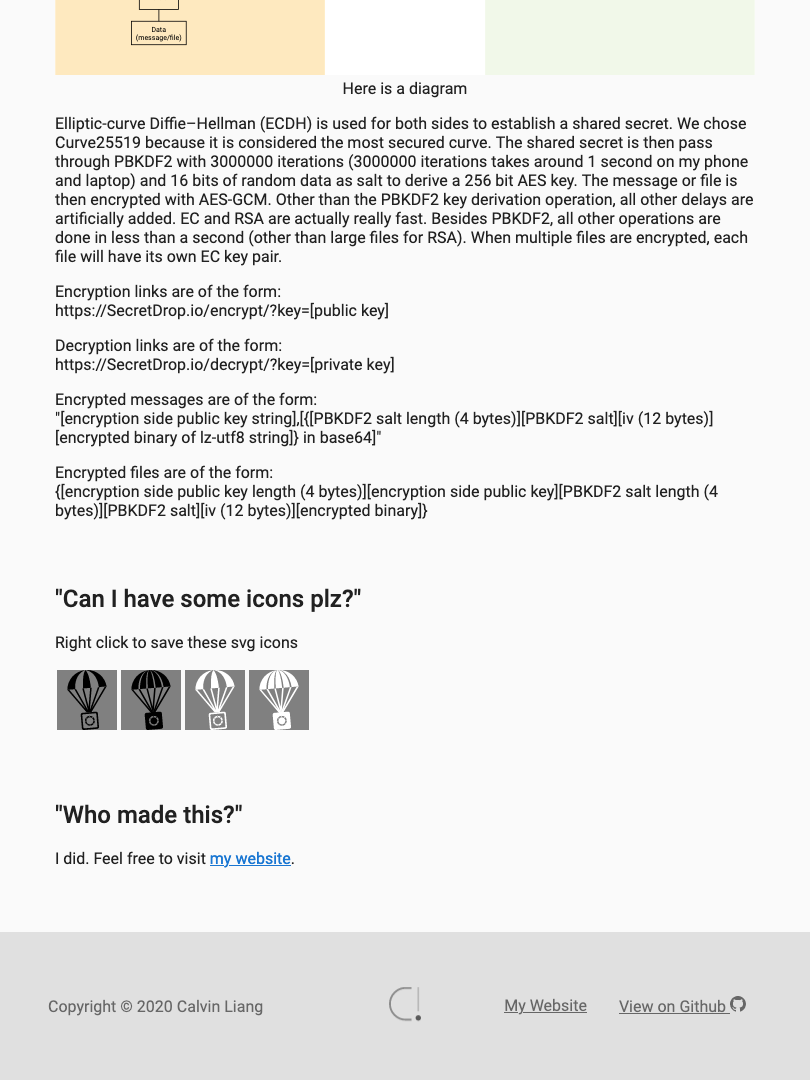 Data
(message/file)
Here is a diagram
Elliptic-curve Diffie–Hellman (ECDH) is used for both sides to establish a shared secret. We chose
Curve25519 because it is considered the most secured curve. The shared secret is then pass
through PBKDF2 with 3000000 iterations (3000000 iterations takes around 1 second on my phone
and laptop) and 16 bits of random data as salt to derive a 256 bit AES key. The message or file is
then encrypted with AES-GCM. Other than the PBKDF2 key derivation operation, all other delays are
artificially added. EC and RSA are actually really fast. Besides PBKDF2, all other operations are
done in less than a second (other than large files for RSA). When multiple files are encrypted, each
file will have its own EC key pair.
Encryption links are of the form:
https://SecretDrop.io/encrypt/?key=[public key]
Decryption links are of the form:
https://SecretDrop.io/decrypt/?key=[private key]
Encrypted messages are of the form:
"[encryption side public key string],[{[PBKDF2 salt length (4 bytes)][PBKDF2 salt][iv (12 bytes)]
[encrypted binary of lz-utf8 string]} in base64]"
Encrypted files are of the form:
{[encryption side public key length (4 bytes)][encryption side public key][PBKDF2 salt length (4
bytes)][PBKDF2 salt][iv (12 bytes)][encrypted binary]}
"Can I have some icons plz?"
Right click to save these svg icons
"Who made this?"
I did. Feel free to visit my website.
Copyright © 2020 Calvin Liang
My Website
View on Github